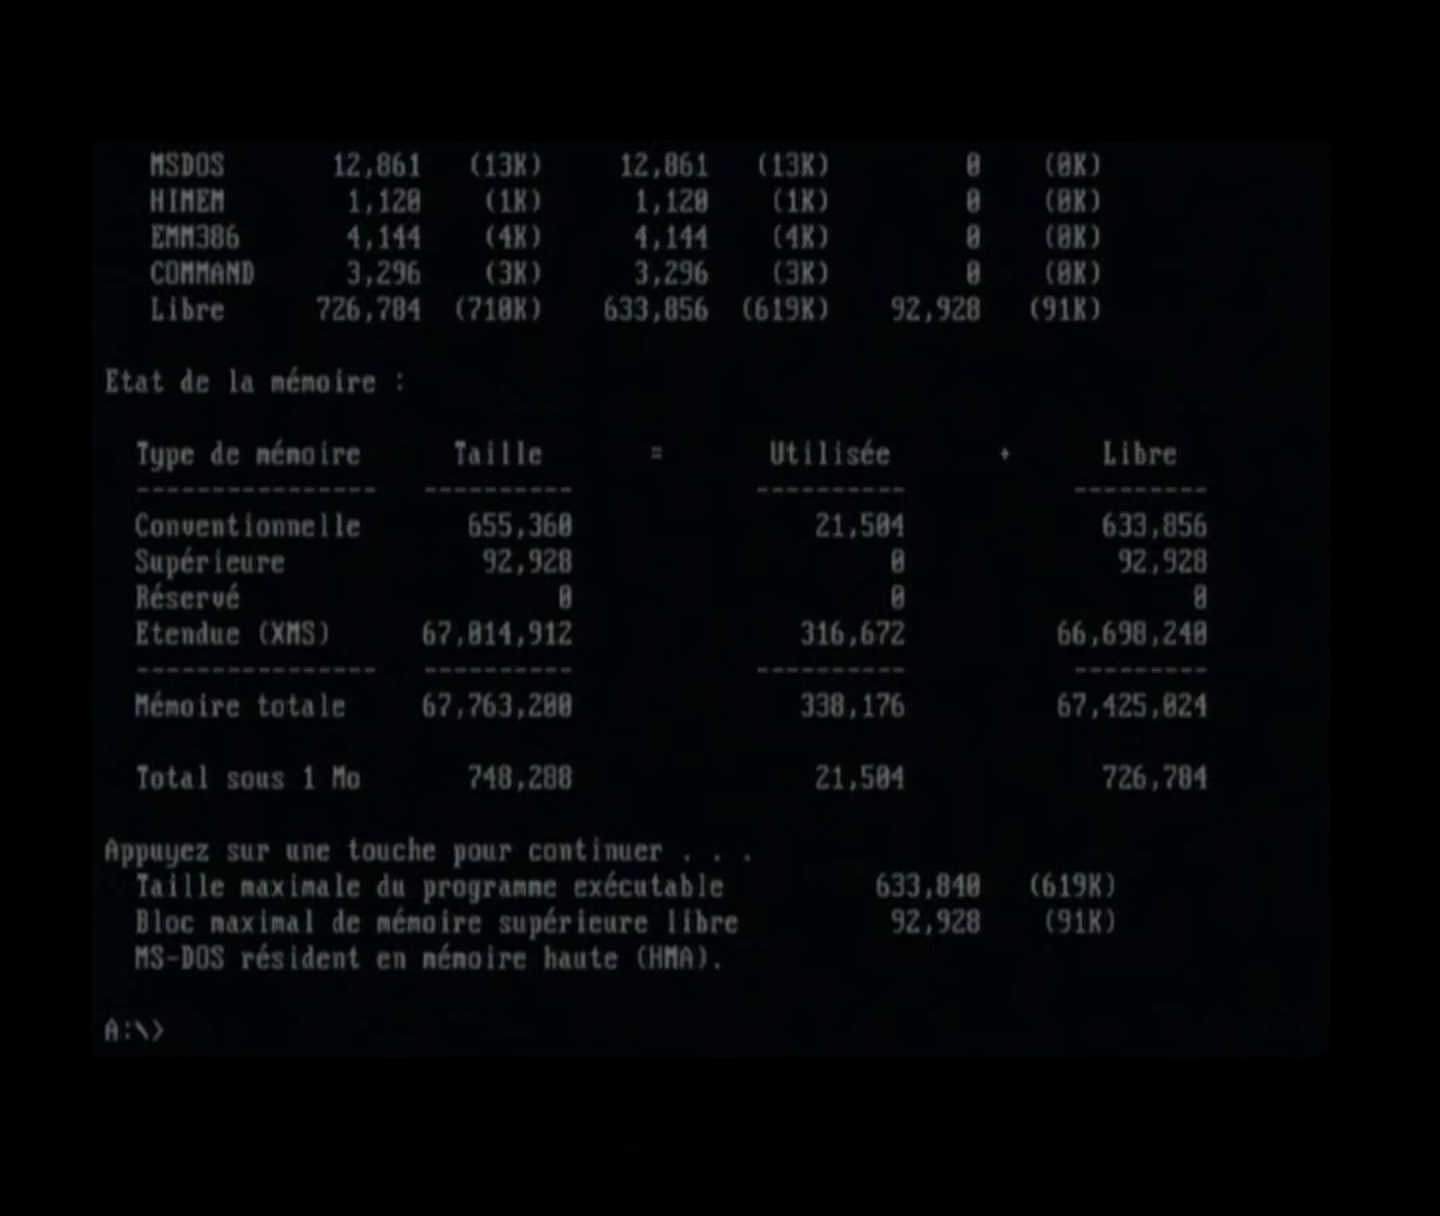 MSDOS 12,861 (13K) 12,861 (13K) 0 (0K)
HIMEM 1,120 (1K) 1,120 (1K) 0 (0K)
EMM386 4,144 (4K) 4,144 (4K) 0 (0K)
COMMAND 3,296 (3K) 3,296 (3K) 0 (0K)
Libre 726,784 (710K) 633,856 (619K) 92,928 (91K)
Etat de la mémoire :
Type de mémoire Taille = Utilisée + Libre
---------------- ---------- ---------- ---------
Conventionnelle 655,360 21,504 633,856
Supérieure 92,928 0 92,928
Réservé 0 0 0
Etendue (XMS) 67,014,912 316,672 66,698,240
---------------- ---------- ---------- ---------
Mémoire totale 67,763,200 338,176 67,425,024
Total sous 1 Mo 748,288 21,504 726,784
Appuyez sur une touche pour continuer . . .
Taille maximale du programme exécutable 633,840 (619K)
Bloc maximal de mémoire supérieure libre 92,928 (91K)
MS-DOS résident en mémoire haute (HMA).
A:\>